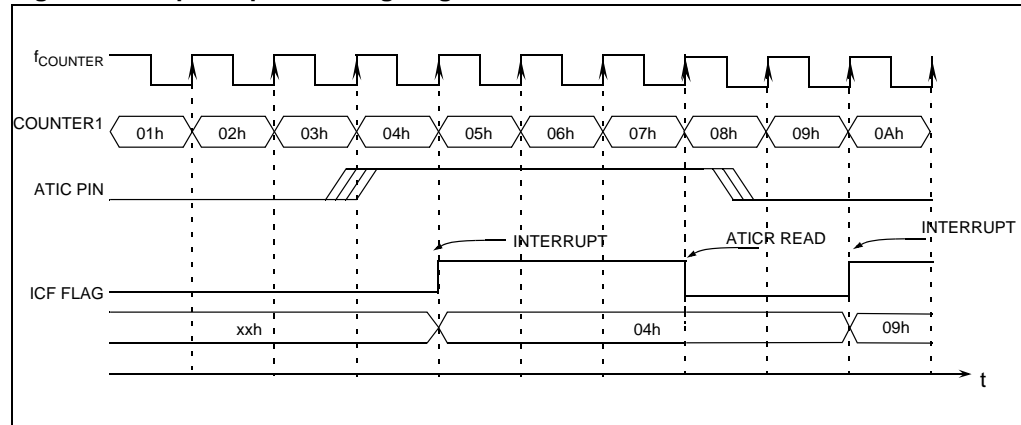 fCOUNTER
COUNTER1 01h 02h 03h 04h 05h 06h 07h 08h 09h 0Ah
ATIC PIN
INTERRUPT ATICR READ INTERRUPT
ICF FLAG
xxh 04h 09h
t